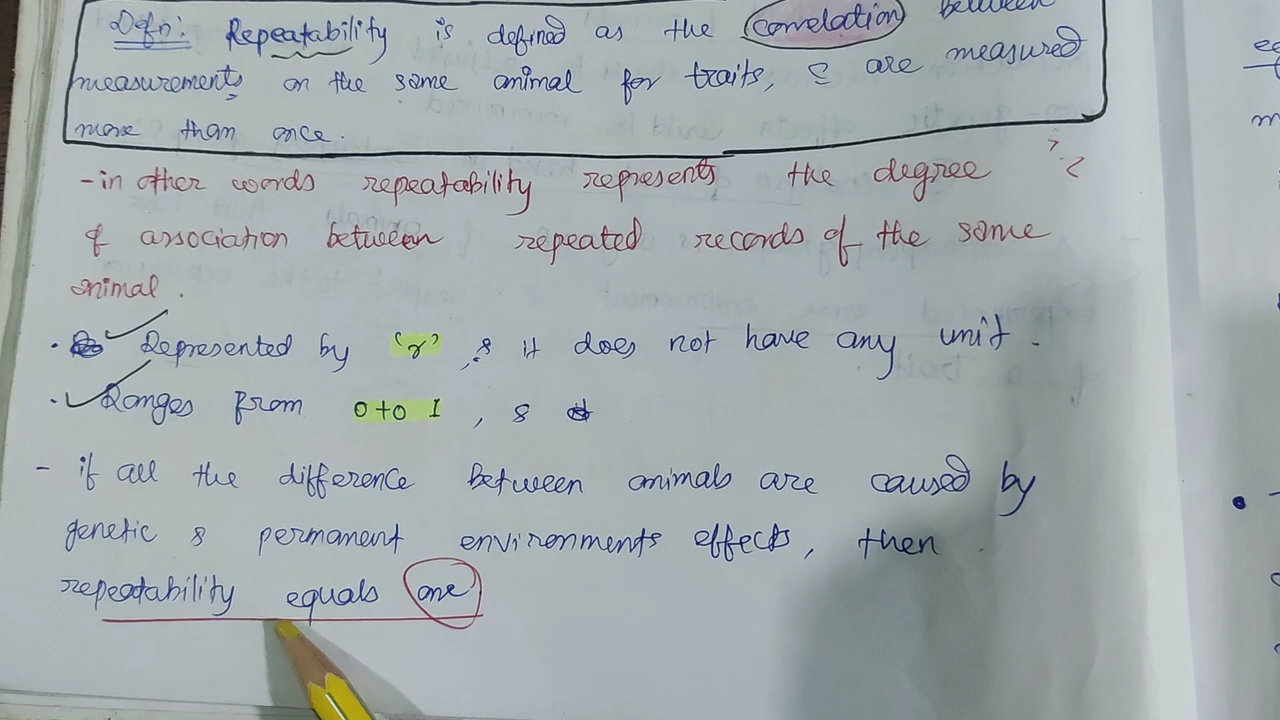 Defn: Repeatability is defined as the correlation between
measurements on the same animal for traits, c are measured
more than once.
- in other words repeatability represents the degree
of association between repeated records of the same
animal.
. Represented by 'r', & it does not have any unit.
. Ranges from 0 to 1, &
- if all the difference between animals are caused by
genetic & permanant environments effects, then
repeatability equals one